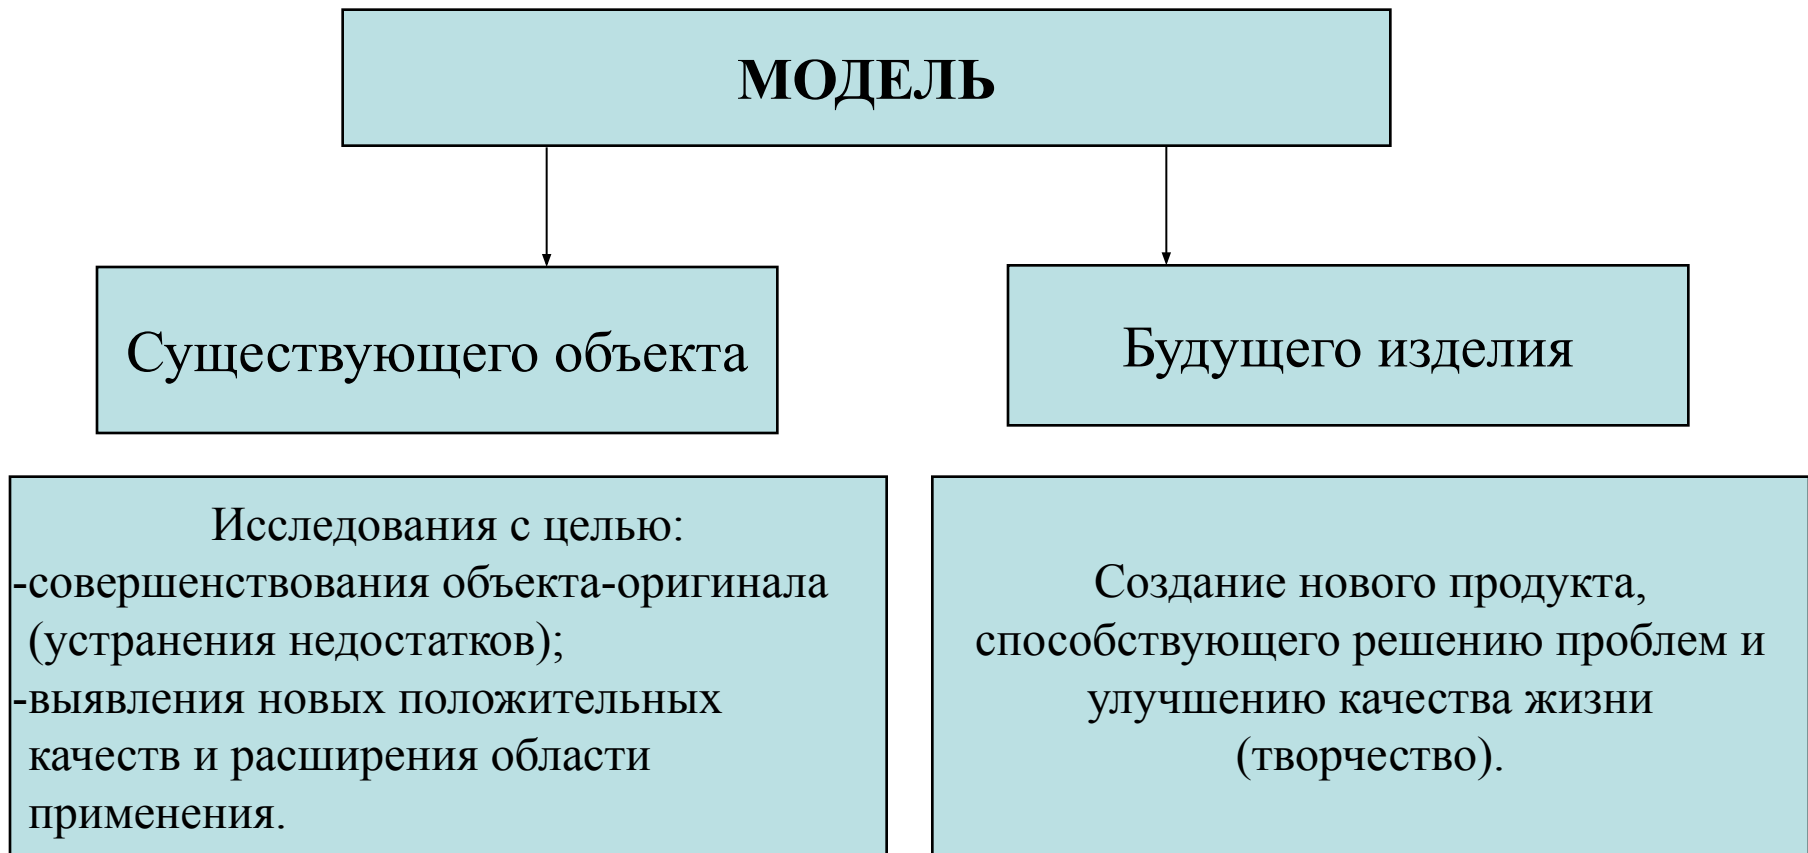 МОДЕЛЬ
Существующего объекта
Будущего изделия
Исследования с целью:
-совершенствования объекта-оригинала
(устранения недостатков);
-выявления новых положительных
качеств и расширения области
применения.
Создание нового продукта,
способствующего решению проблем и
улучшению качества жизни
(творчество).